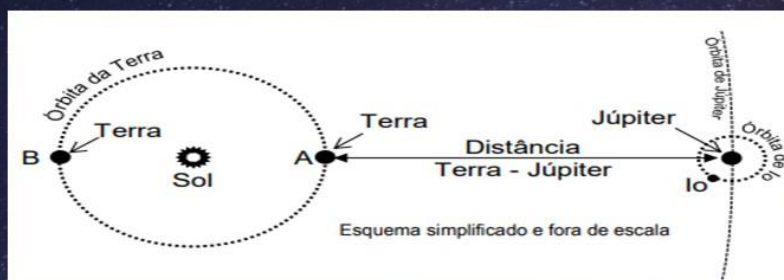 Órbita da Terra
Órbita de Júpiter
Terra
Júpiter
Terra
Distância
Órbita de Io
B
A
Sol
Terra - Júpiter
Io
Esquema simplificado e fora de escala